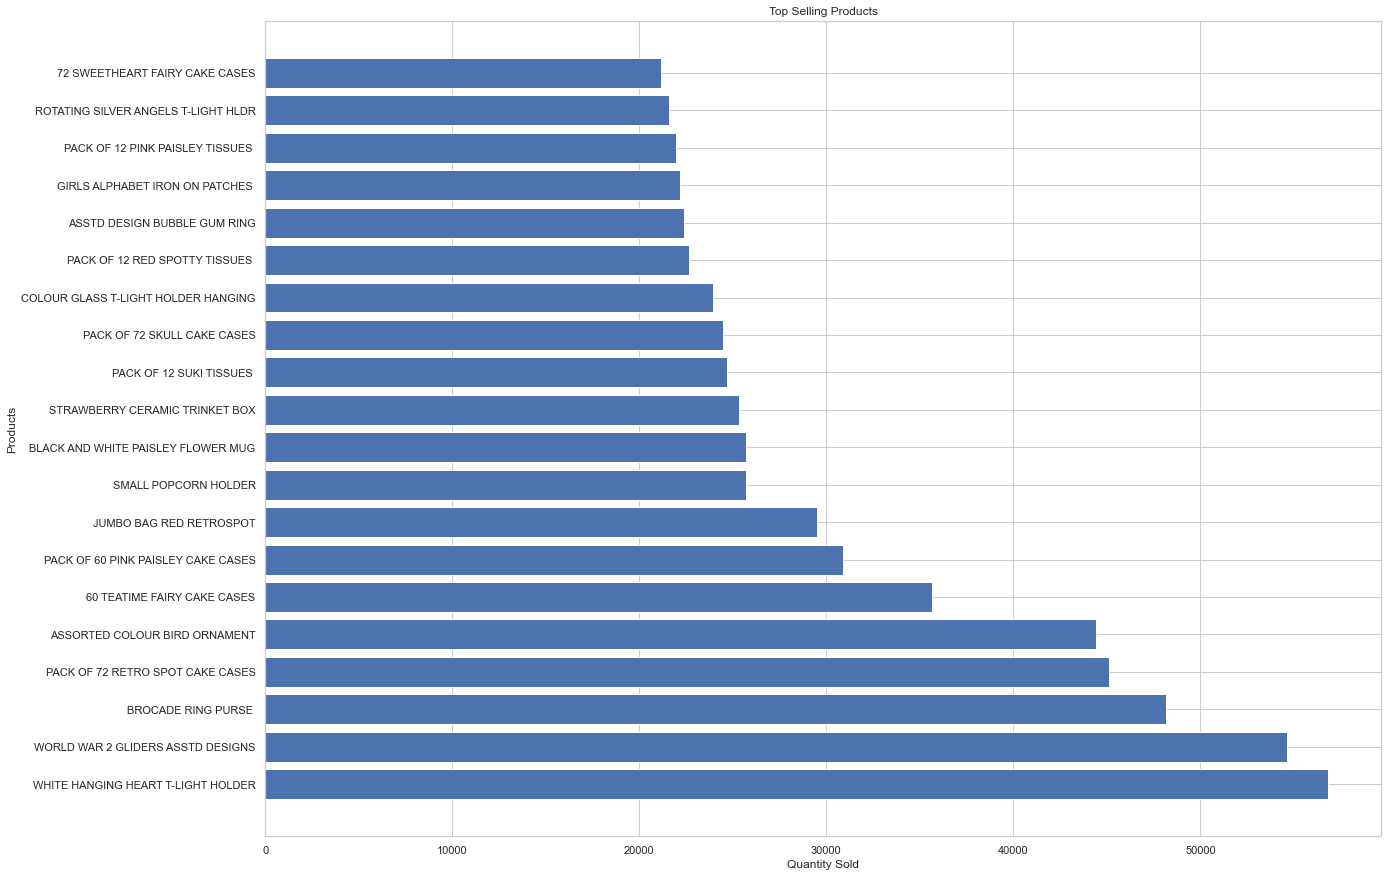 Top Selling Products
72 SWEETHEART FAIRY CAKE CASES
ROTATING SILVER ANGELS T-LIGHT HLDR
PACK OF 12 PINK PAISLEY TISSUES
GIRLS ALPHABET IRON ON PATCHES
ASSTD DESIGN BUBBLE GUM RING
PACK OF 12 RED SPOTTY TISSUES
COLOUR GLASS T-LIGHT HOLDER HANGING
PACK OF 72 SKULL CAKE CASES
PACK OF 12 SUKI TISSUES
STRAWBERRY CERAMIC TRINKET BOX
BLACK AND WHITE PAISLEY FLOWER MUG
SMALL POPCORN HOLDER
JUMBO BAG RED RETROSPOT
PACK OF 60 PINK PAISLEY CAKE CASES
60 TEATIME FAIRY CAKE CASES
ASSORTED COLOUR BIRD ORNAMENT
PACK OF 72 RETRO SPOT CAKE CASES
BROCADE RING PURSE
WORLD WAR 2 GLIDERS ASSTD DESIGNS
WHITE HANGING HEART T-LIGHT HOLDER
Products
0 10000 20000 30000 40000 50000
Quantity Sold